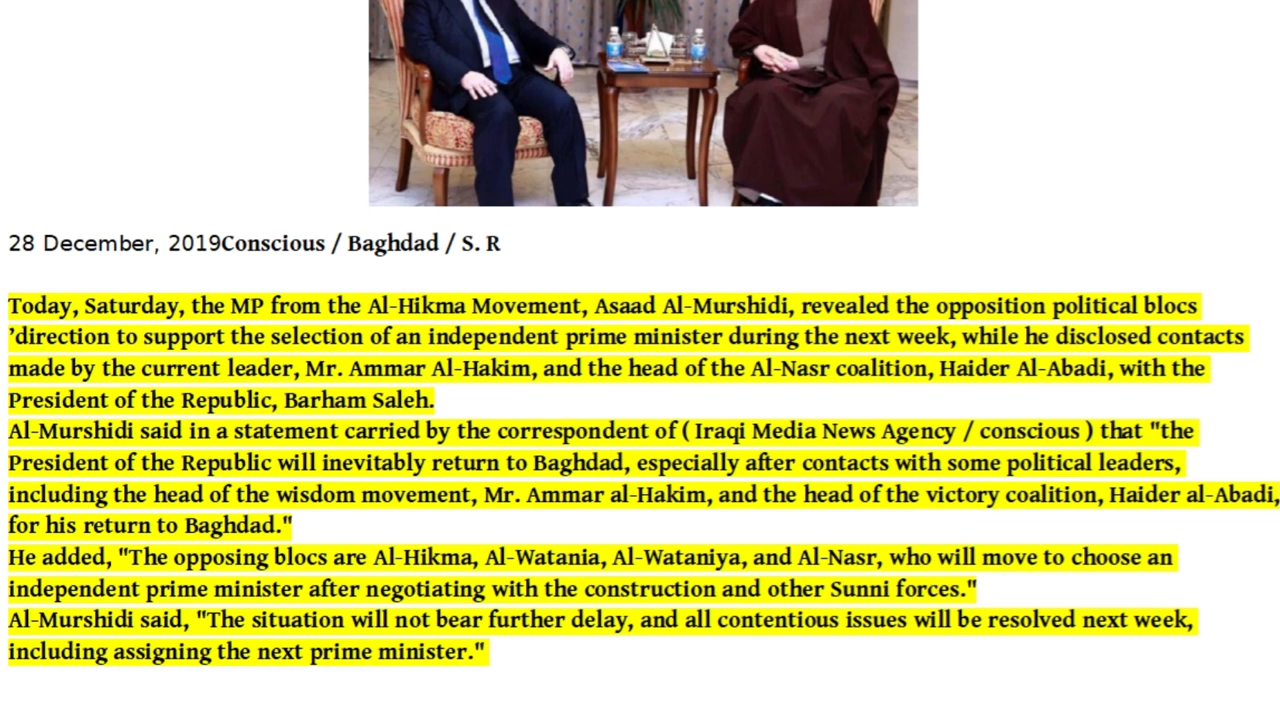 28 December, 2019Conscious / Baghdad / S. R
Today, Saturday, the MP from the Al-Hikma Movement, Asaad Al-Murshidi, revealed the opposition political blocs
’direction to support the selection of an independent prime minister during the next week, while he disclosed contacts
made by the current leader, Mr. Ammar Al-Hakim, and the head of the Al-Nasr coalition, Haider Al-Abadi, with the
President of the Republic, Barham Saleh.
Al-Murshidi said in a statement carried by the correspondent of ( Iraqi Media News Agency / conscious ) that "the
President of the Republic will inevitably return to Baghdad, especially after contacts with some political leaders,
including the head of the wisdom movement, Mr. Ammar al-Hakim, and the head of the victory coalition, Haider al-Abadi,
for his return to Baghdad."
He added, "The opposing blocs are Al-Hikma, Al-Watania, Al-Wataniya, and Al-Nasr, who will move to choose an
independent prime minister after negotiating with the construction and other Sunni forces."
Al-Murshidi said, "The situation will not bear further delay, and all contentious issues will be resolved next week,
including assigning the next prime minister."